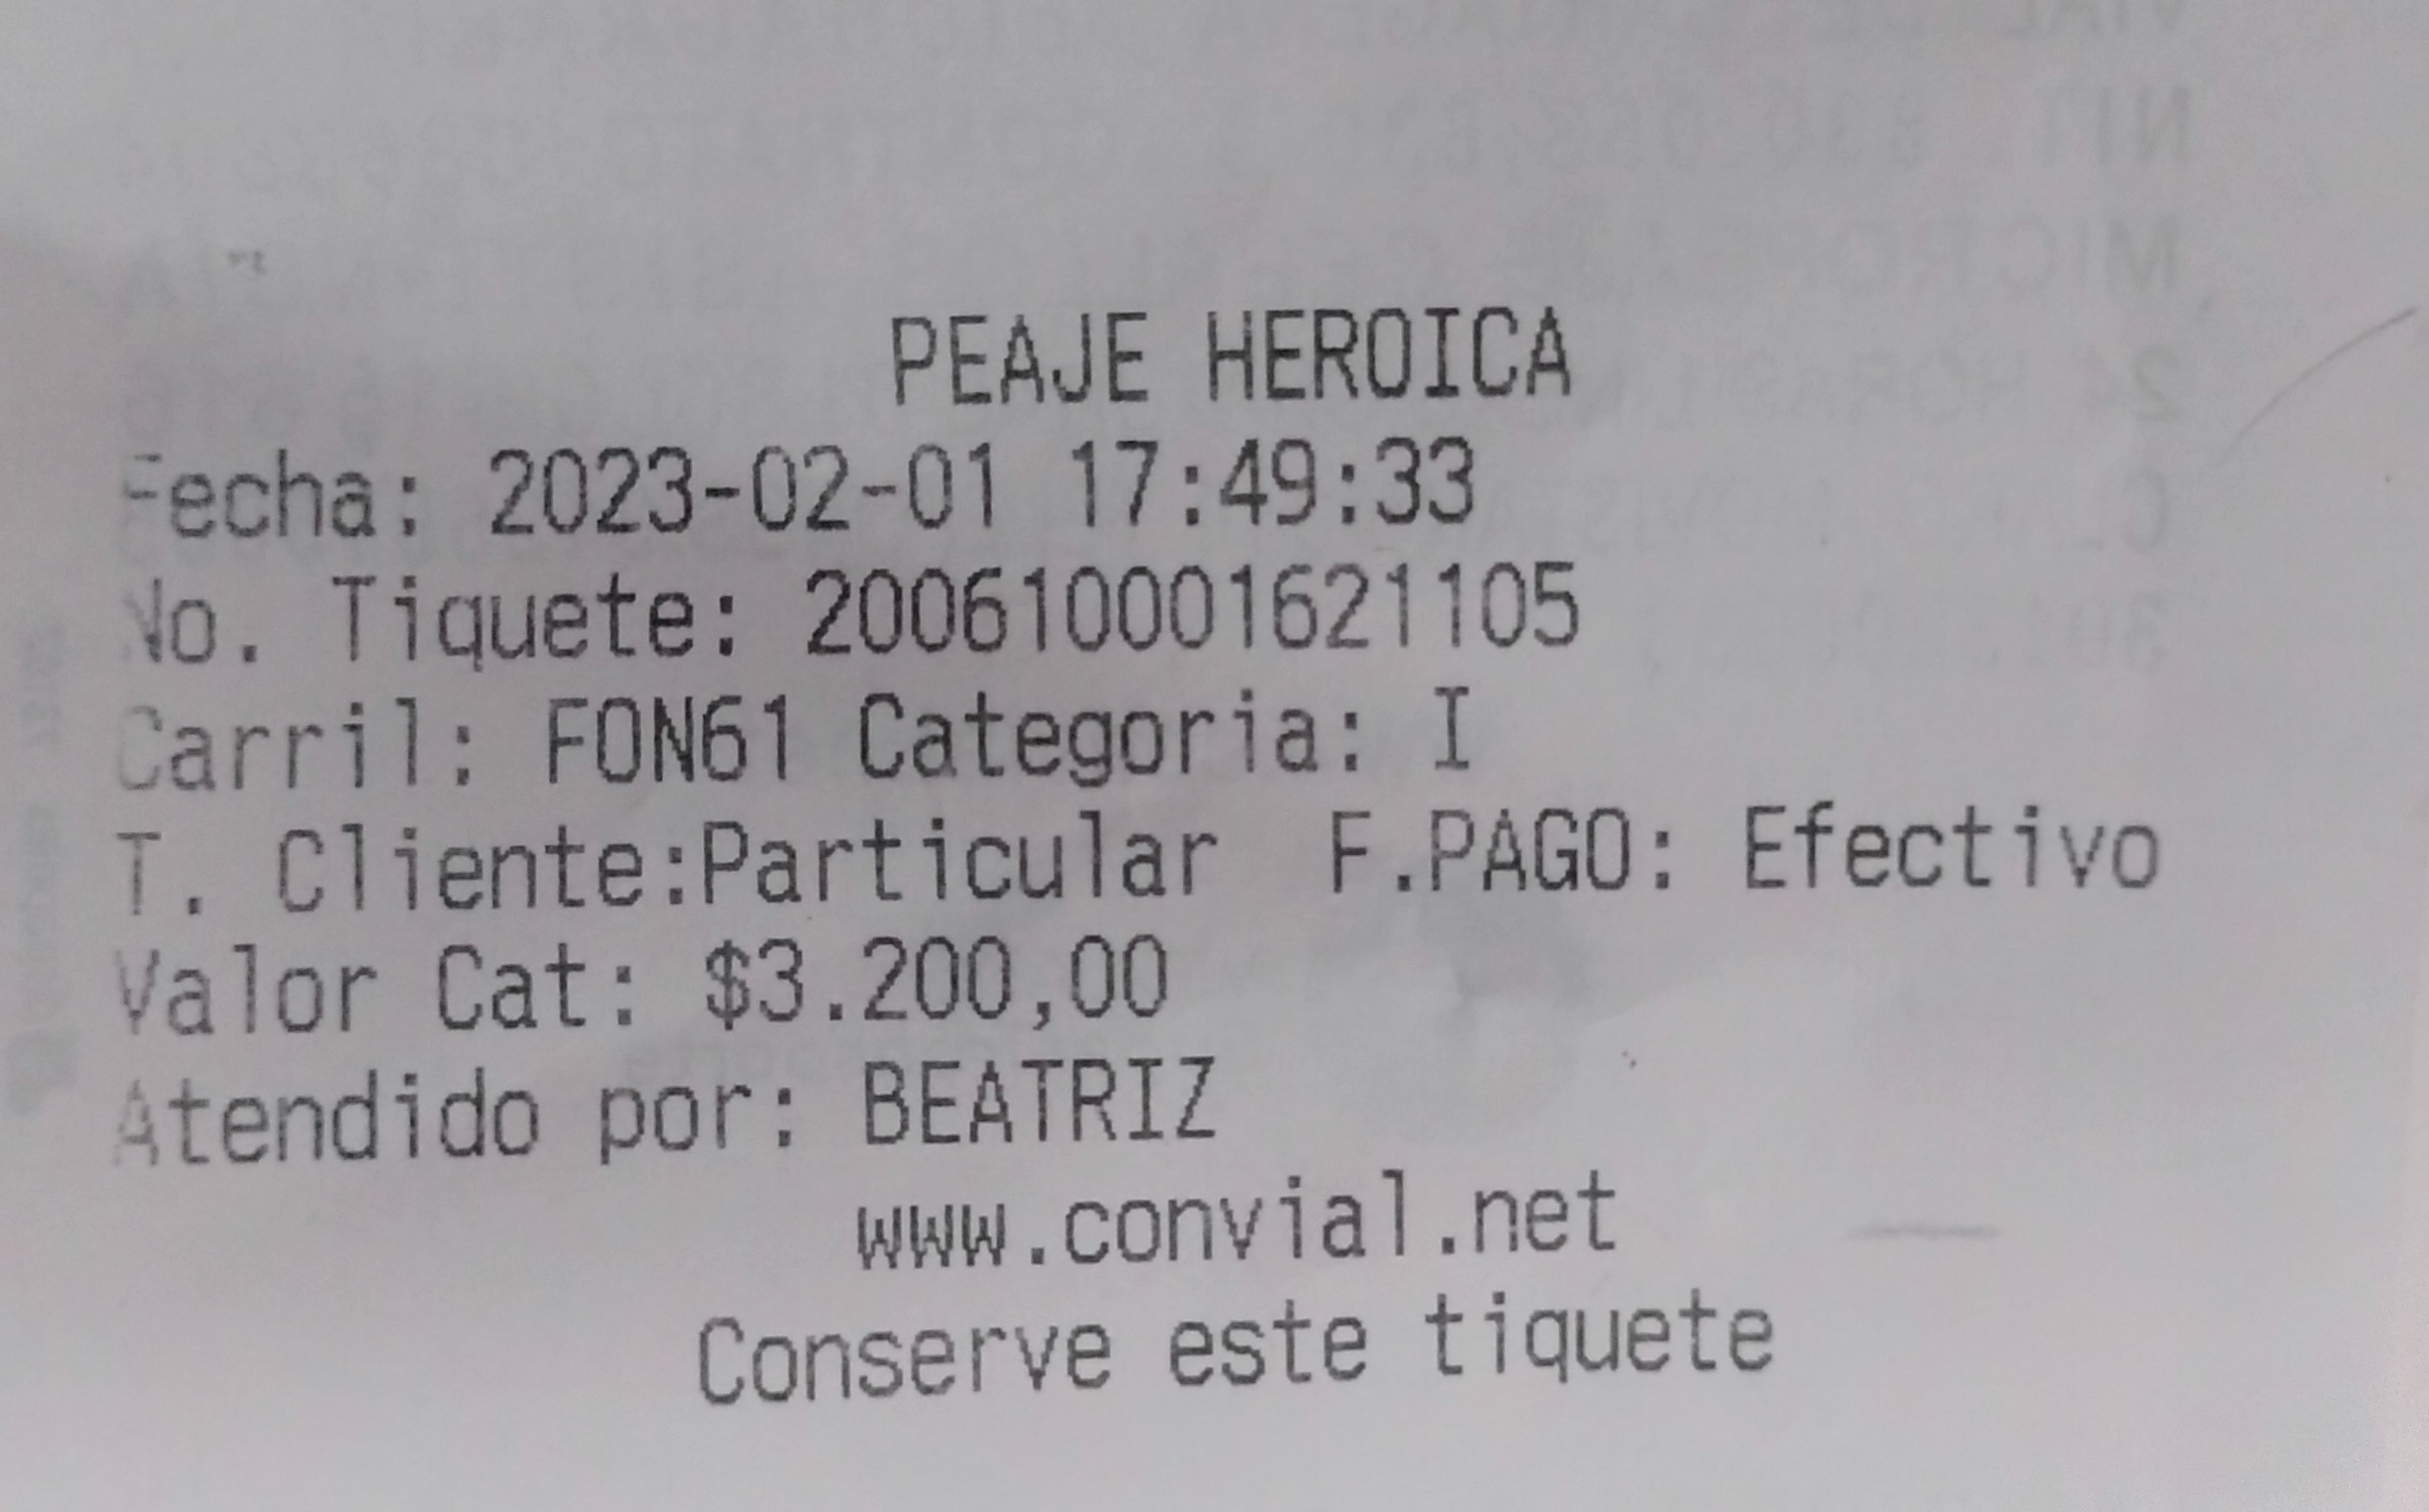 PEAJE HEROICA
Fecha: 2023-02-01 17:49:33
No. Tiquete: 200610001621105
Carril: FON61 Categoria: I
T. Cliente:Particular F.PAGO: Efectivo
Valor Cat: $3.200,00
Atendido por: BEATRIZ
www.convial.net
Conserve este tiquete